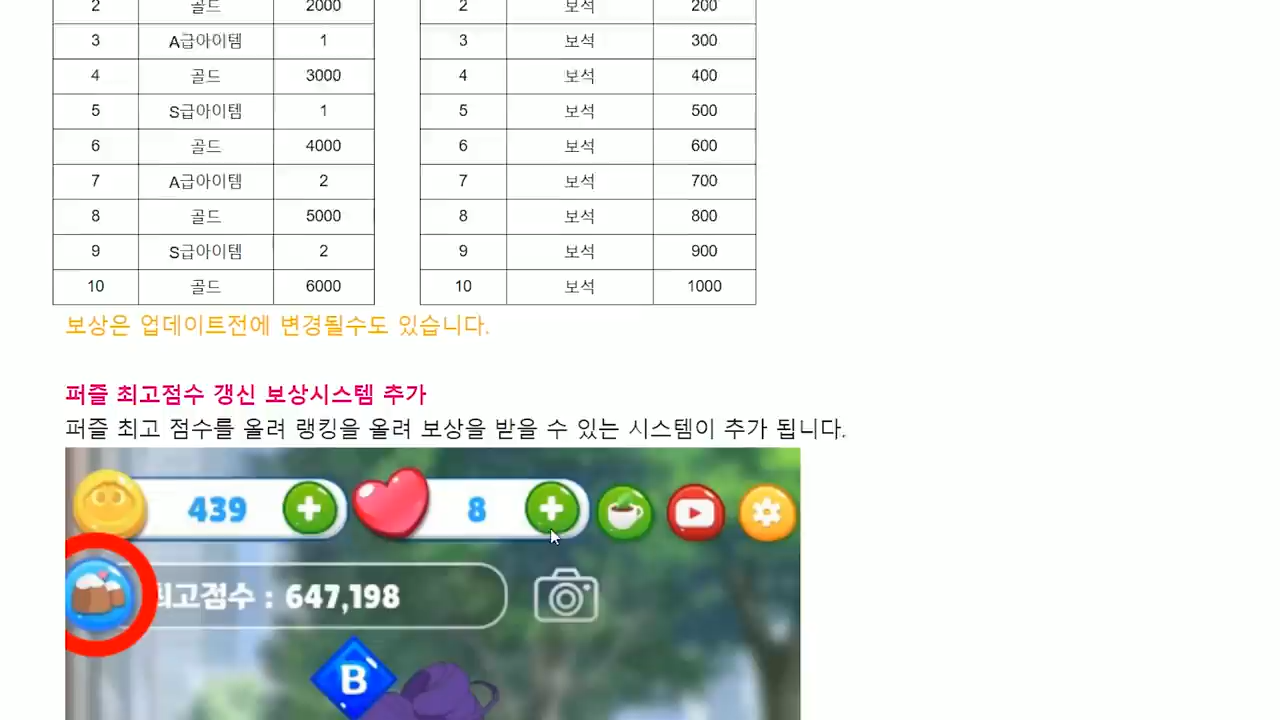 2 골드 2000 2 보석 200
3 A급아이템 1 3 보석 300
4 골드 3000 4 보석 400
5 S급아이템 1 5 보석 500
6 골드 4000 6 보석 600
7 A급아이템 2 7 보석 700
8 골드 5000 8 보석 800
9 S급아이템 2 9 보석 900
10 골드 6000 10 보석 1000
보상은 업데이트전에 변경될수도 있습니다.
퍼즐 최고점수 갱신 보상시스템 추가
퍼즐 최고 점수를 올려 랭킹을 올려 보상을 받을 수 있는 시스템이 추가 됩니다.
439 8
최고점수 : 647,198
B